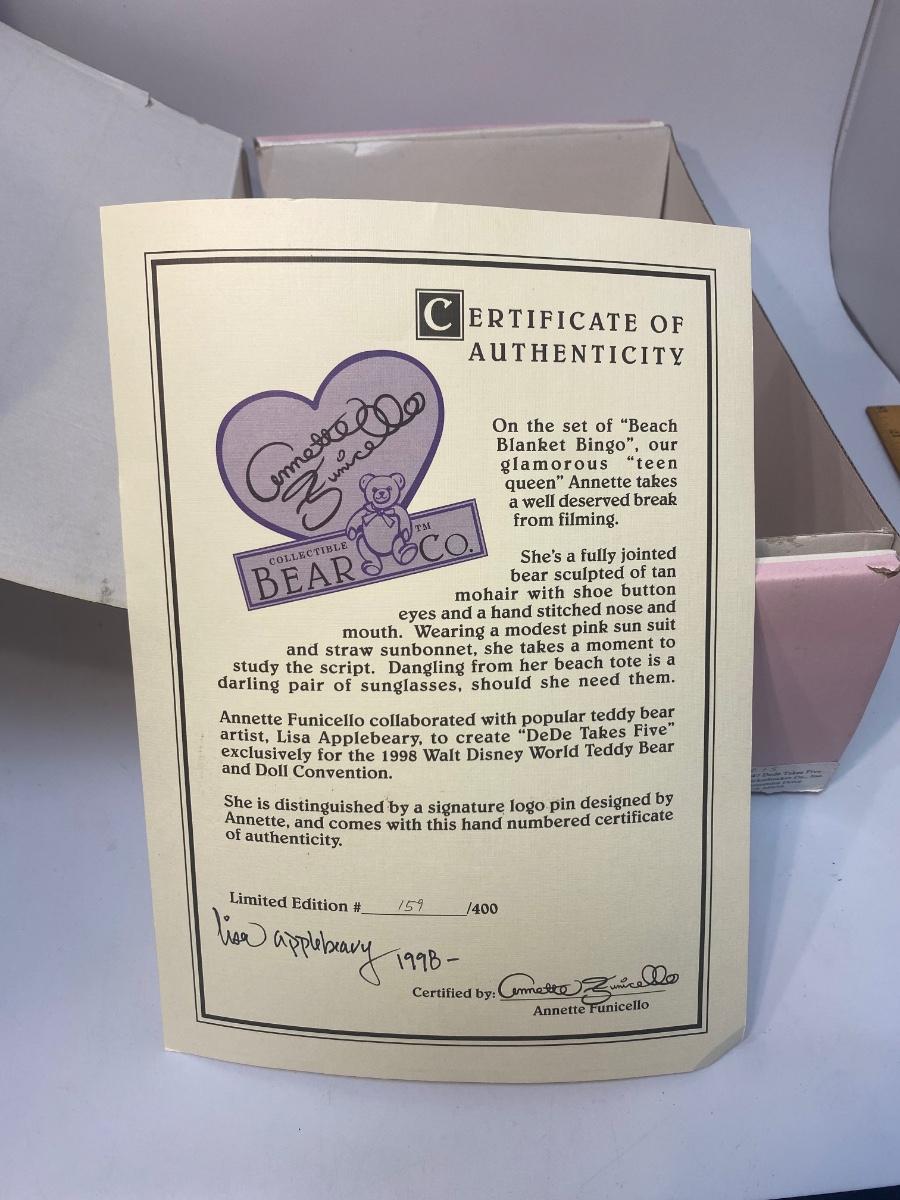 CERTIFICATE OF
AUTHENTICITY
Annette
Funicello
COLLECTIBLE
BEAR CO.™
On the set of "Beach
Blanket Bingo", our
glamorous "teen
queen" Annette takes
a well deserved break
from filming.
She's a fully jointed
bear sculpted of tan
mohair with shoe button
eyes and a hand stitched nose and
mouth. Wearing a modest pink sun suit
and straw sunbonnet, she takes a moment to
study the script. Dangling from her beach tote is a
darling pair of sunglasses, should she need them.
Annette Funicello collaborated with popular teddy bear
artist, Lisa Applebeary, to create "DeDe Takes Five"
exclusively for the 1998 Walt Disney World Teddy Bear
and Doll Convention.
She is distinguished by a signature logo pin designed by
Annette, and comes with this hand numbered certificate
of authenticity.
Limited Edition # 159 /400
lisa applebeary 1998 -
Certified by: Annette Funicello
Annette Funicello
DeDe Takes Five